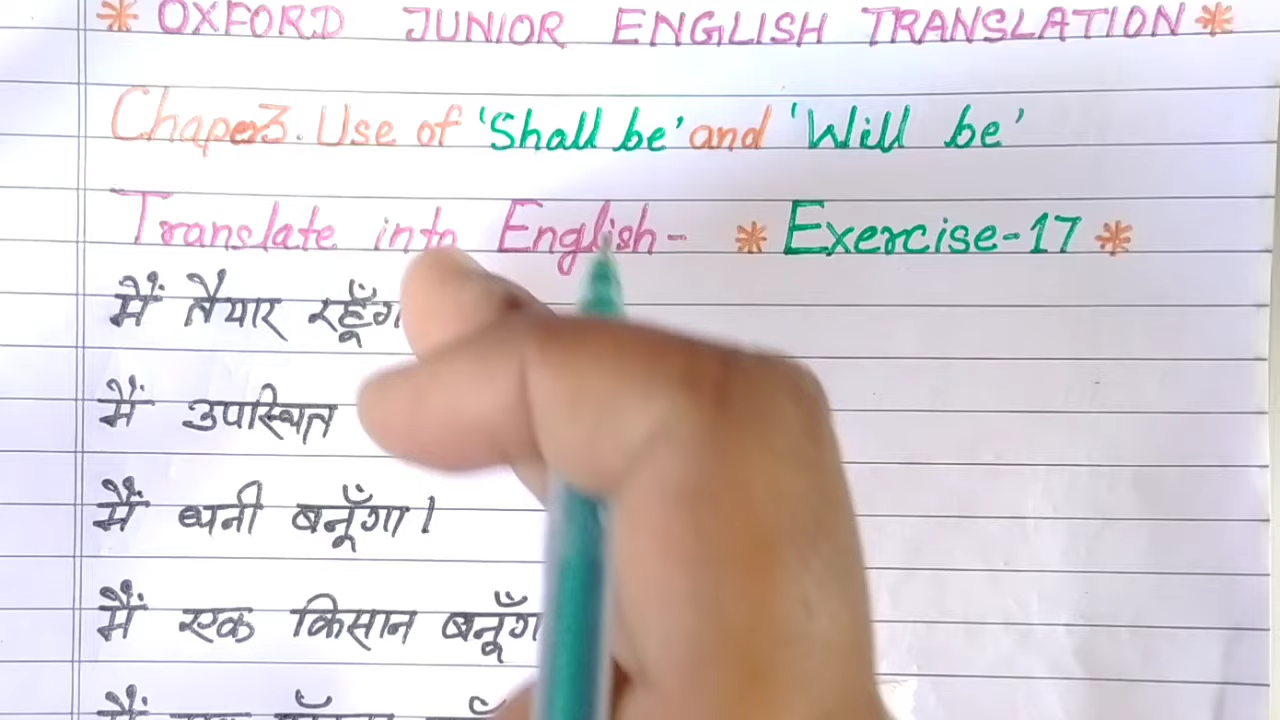 * OXFORD JUNIOR ENGLISH TRANSLATION *
Chaper3. Use of 'Shall be' and 'Will be'
Translate into English- * Exercise-17 *
मैं तैयार
मैं उपस्थित
मैं धनी बनूँगा।
मैं एक किसान
मैं एक